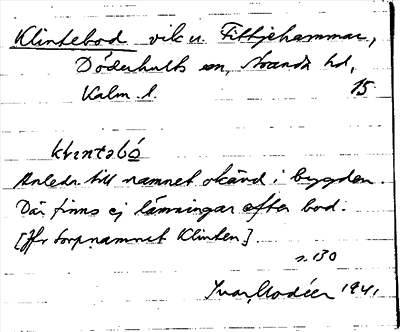 Klintebod vik u. Fittjehammar,
Döderhults sn, Stranda hd,
Kalm. l. 15
klintəbó
Anledn. till namnet okänd i bygden.
Där finns ej lämningar efter bod.
[Jfr torpnamnet Klinten]
s. 130
Ivar Modéer 1941